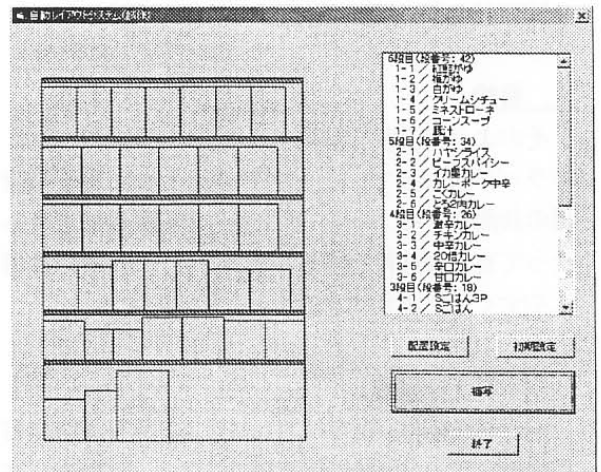 自動レイアウトシステム(試作)
6段目(段番号: 42)
1-1 / 紅鮭がゆ
1-2 / 梅がゆ
1-3 / 白がゆ
1-4 / クリームシチュー
1-5 / ミネストローネ
1-6 / コーンスープ
1-7 / 豚汁
5段目(段番号: 34)
2-1 / ハヤシライス
2-2 / ビーフスパイシー
2-3 / イカ墨カレー
2-4 / カレーポーク中辛
2-5 / こくカレー
2-6 / とろ2肉カレー
4段目(段番号: 26)
3-1 / 激辛カレー
3-2 / チキンカレー
3-3 / 中辛カレー
3-4 / 20倍カレー
3-5 / 辛口カレー
3-6 / 甘口カレー
3段目(段番号: 18)
4-1 / Sごはん3P
4-2 / Sごはん
配置設定
初期設定
描写
終了